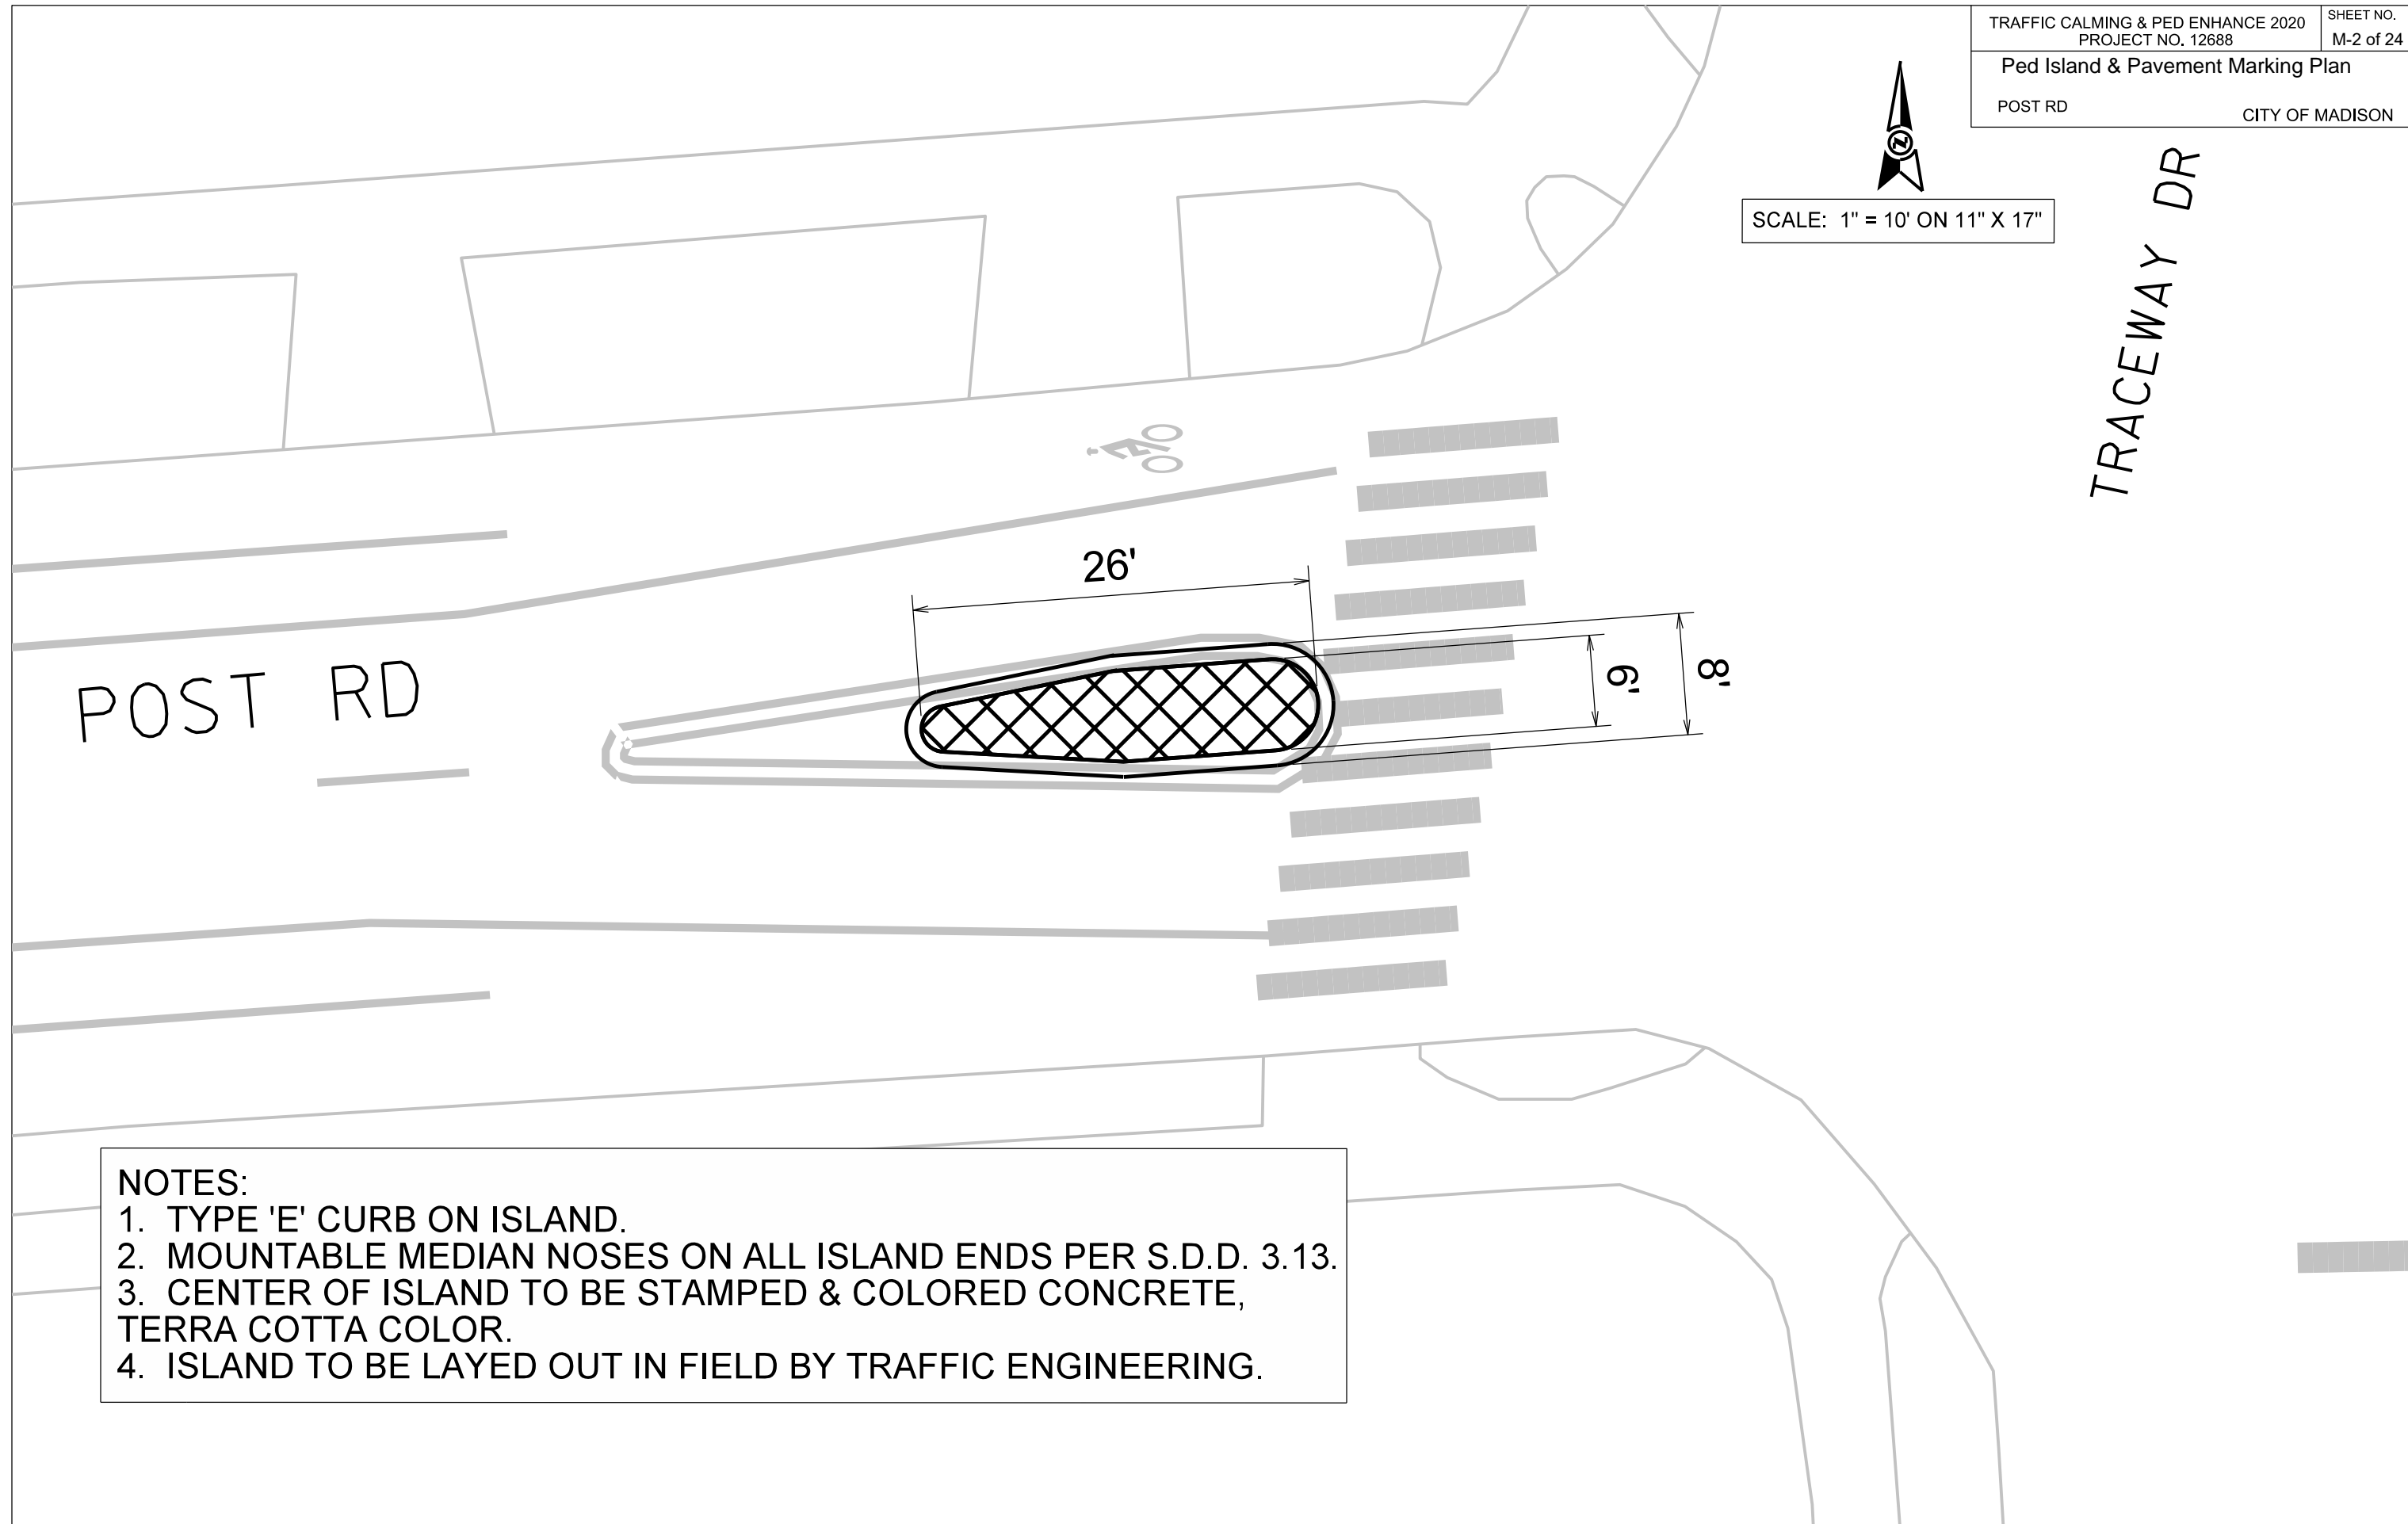 TRAFFIC CALMING & PED ENHANCE 2020
PROJECT NO. 12688
SHEET NO.
M-2 of 24
Ped Island & Pavement Marking Plan
POST RD
CITY OF MADISON
N
SCALE: 1" = 10' ON 11" X 17"
TRACEWAY DR
26'
6'
8'
POST RD
NOTES:
1. TYPE 'E' CURB ON ISLAND.
2. MOUNTABLE MEDIAN NOSES ON ALL ISLAND ENDS PER S.D.D. 3.13.
3. CENTER OF ISLAND TO BE STAMPED & COLORED CONCRETE,
TERRA COTTA COLOR.
4. ISLAND TO BE LAYED OUT IN FIELD BY TRAFFIC ENGINEERING.